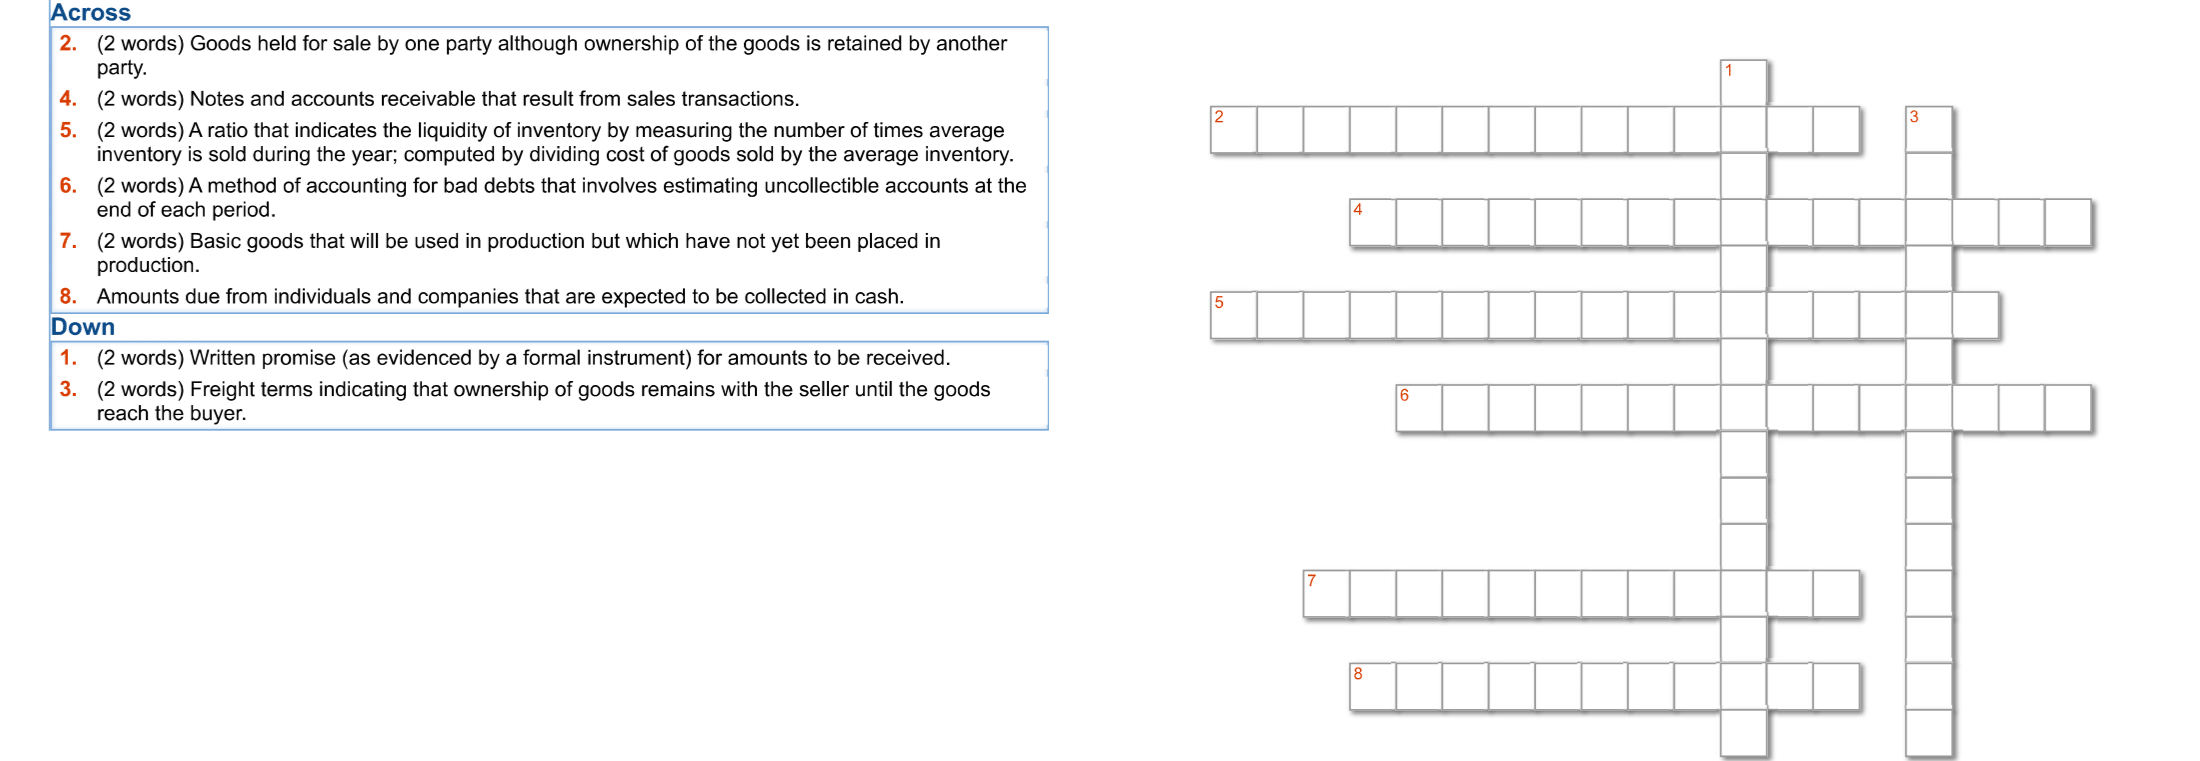 Across
2. (2 words) Goods held for sale by one party although ownership of the goods is retained by another
party.
4. (2 words) Notes and accounts receivable that result from sales transactions.
5. (2 words) A ratio that indicates the liquidity of inventory by measuring the number of times average
inventory is sold during the year; computed by dividing cost of goods sold by the average inventory.
6. (2 words) A method of accounting for bad debts that involves estimating uncollectible accounts at the
end of each period.
7. (2 words) Basic goods that will be used in production but which have not yet been placed in
production.
8. Amounts due from individuals and companies that are expected to be collected in cash.
Down
1. (2 words) Written promise (as evidenced by a formal instrument) for amounts to be received.
3. (2 words) Freight terms indicating that ownership of goods remains with the seller until the goods
reach the buyer.
1
2
3
4
5
6
7
8